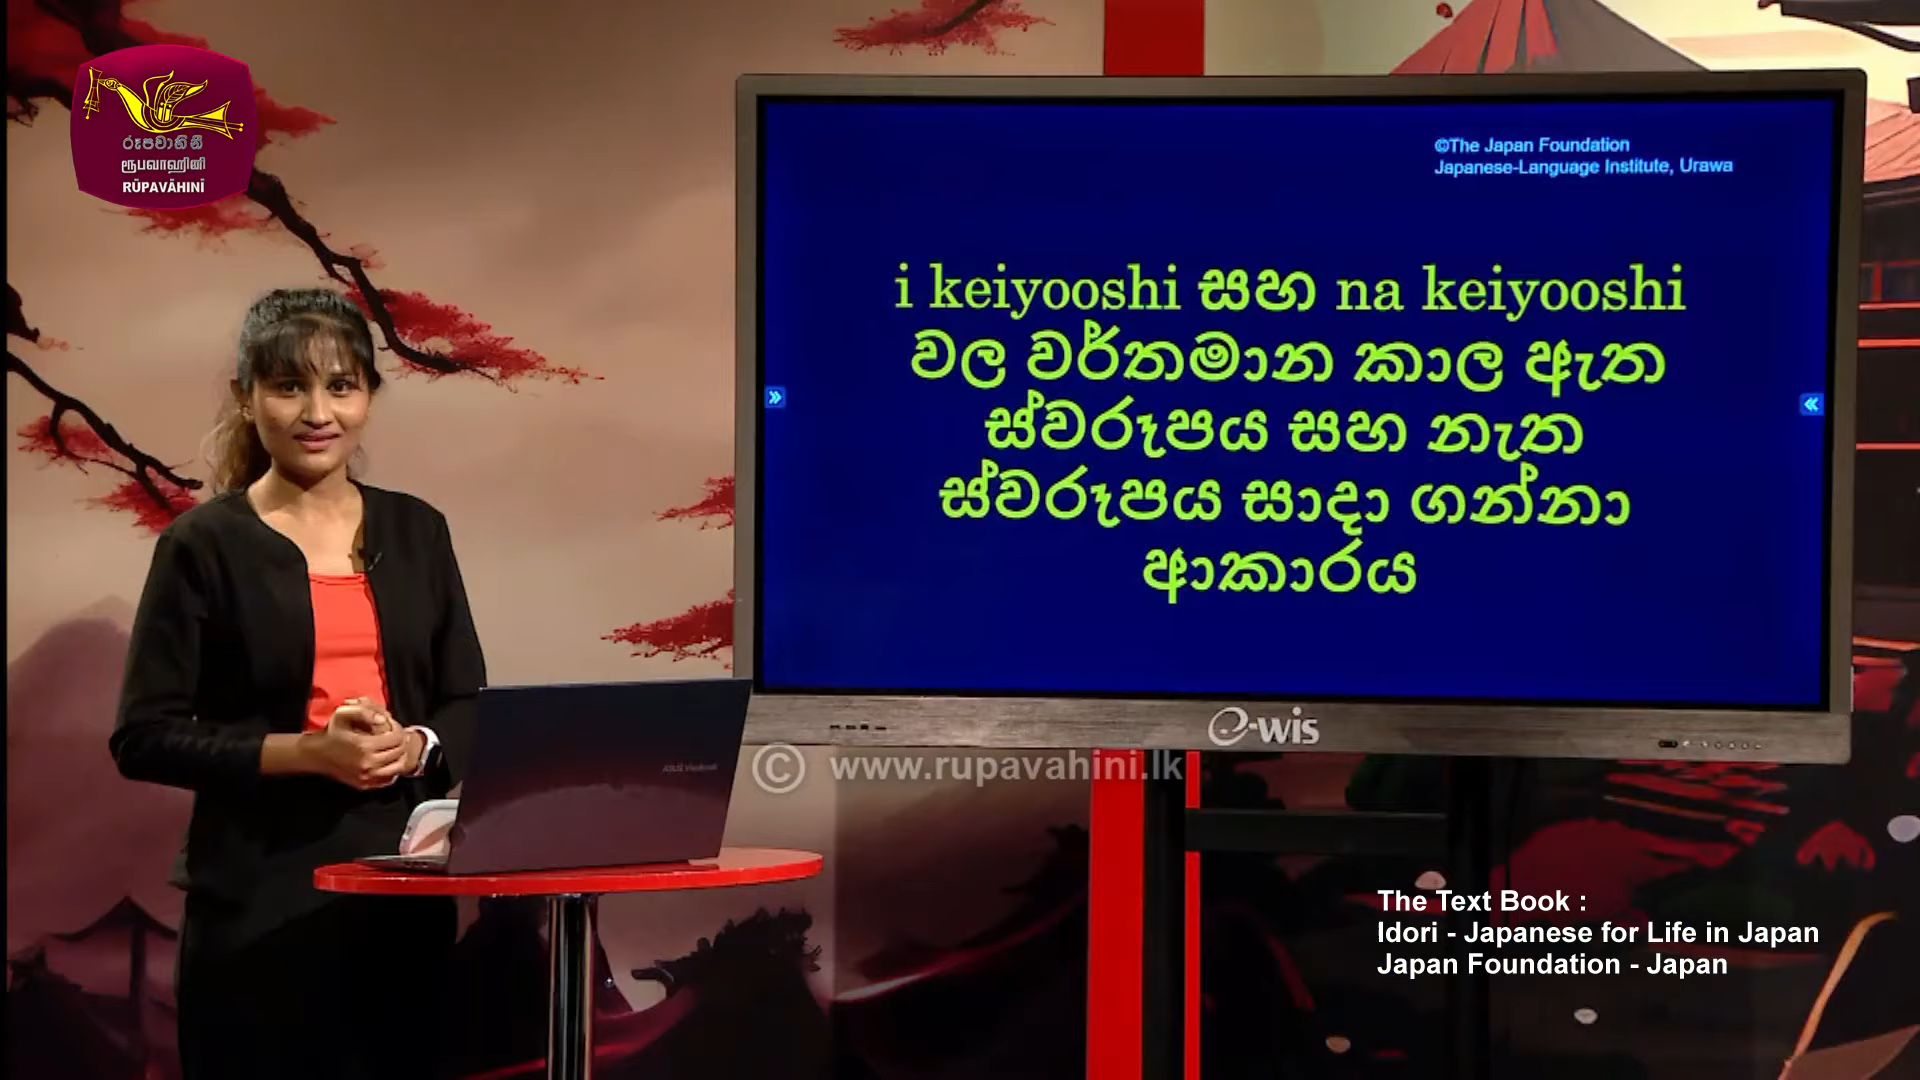 රූපවාහිනී
ரூபவாஹினி
RŪPAVĀHINĪ
©The Japan Foundation
Japanese-Language Institute, Urawa
i keiyooshi සහ na keiyooshi
වල වර්තමාන කාල ඇත
ස්වරූපය සහ නැත
ස්වරූපය සාදා ගන්නා
ආකාරය
e-wis
© www.rupavahini.lk
ASUS Vivobook
The Text Book :
Idori - Japanese for Life in Japan
Japan Foundation - Japan